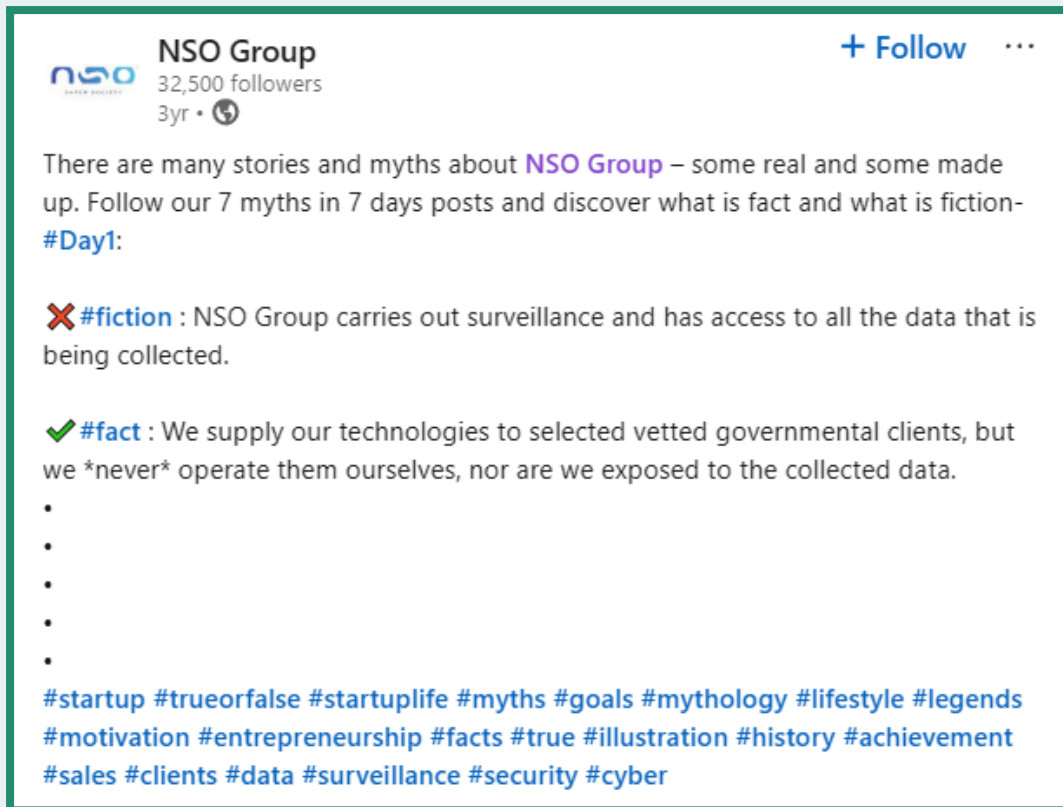 NSO Group
+ Follow ...
nso
32,500 followers
3yr •
There are many stories and myths about NSO Group – some real and some made
up. Follow our 7 myths in 7 days posts and discover what is fact and what is fiction-
#Day1:
❌#fiction : NSO Group carries out surveillance and has access to all the data that is
being collected.
✔#fact : We supply our technologies to selected vetted governmental clients, but
we *never* operate them ourselves, nor are we exposed to the collected data.
•
•
•
•
•
#startup #trueorfalse #startuplife #myths #goals #mythology #lifestyle #legends
#motivation #entrepreneurship #facts #true #illustration #history #achievement
#sales #clients #data #surveillance #security #cyber